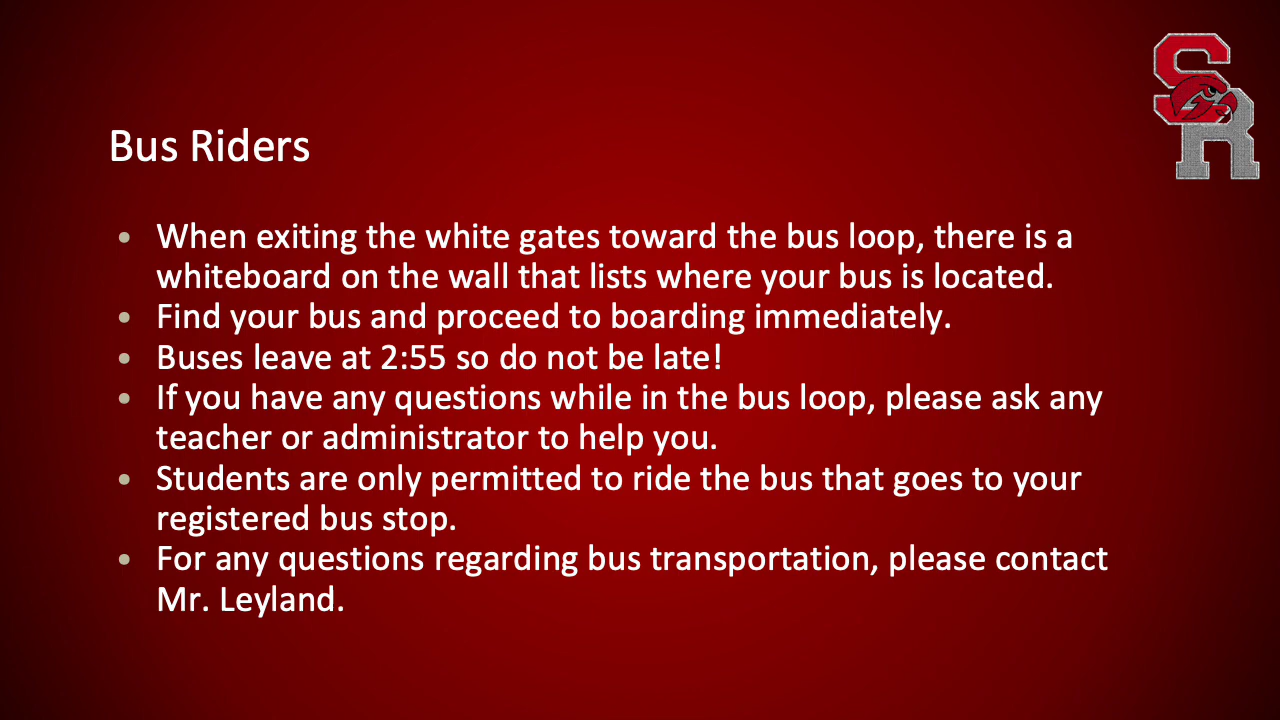 SR
Bus Riders
• When exiting the white gates toward the bus loop, there is a
whiteboard on the wall that lists where your bus is located.
• Find your bus and proceed to boarding immediately.
• Buses leave at 2:55 so do not be late!
• If you have any questions while in the bus loop, please ask any
teacher or administrator to help you.
• Students are only permitted to ride the bus that goes to your
registered bus stop.
• For any questions regarding bus transportation, please contact
Mr. Leyland.